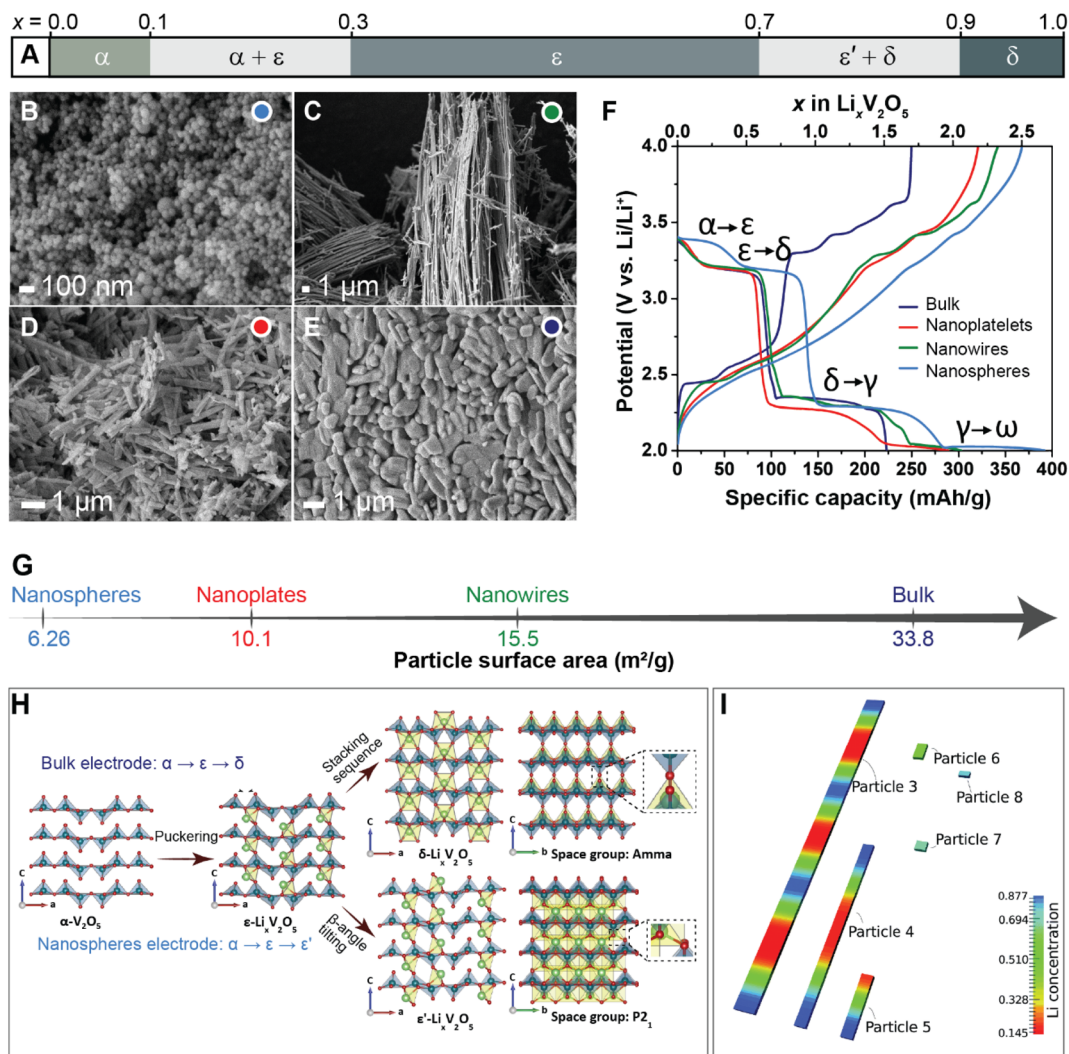 x = 0.0 0.1 0.3 0.7 0.9 1.0
A α α + ε ε ε′ + δ δ
B
100 nm
C
1 μm
D
1 μm
E
1 μm
F
x in LixV2O5
0.0 0.5 1.0 1.5 2.0 2.5
4.0
3.5
3.0
2.5
2.0
Potential (V vs. Li/Li⁺)
α→ε
ε→δ
δ→γ
γ→ω
Bulk
Nanoplatelets
Nanowires
Nanospheres
0 50 100 150 200 250 300 350 400
Specific capacity (mAh/g)
G
Nanospheres Nanoplates Nanowires Bulk
6.26 10.1 15.5 33.8
Particle surface area (m²/g)
H
Bulk electrode: α → ε → δ
c
a
α-V2O5
Puckering
c
a
ε-LixV2O5
Nanospheres electrode: α → ε → ε'
Stacking
sequence
c
a
δ-LixV2O5
c
b
Space group: Amma
β-angle
tilting
c
a
ε'-LixV2O5
c
b
Space group: P21
I
Particle 6
Particle 3
Particle 8
Particle 7
Particle 4
Particle 5
0.877
0.694
0.510
0.328
0.145
Li concentration